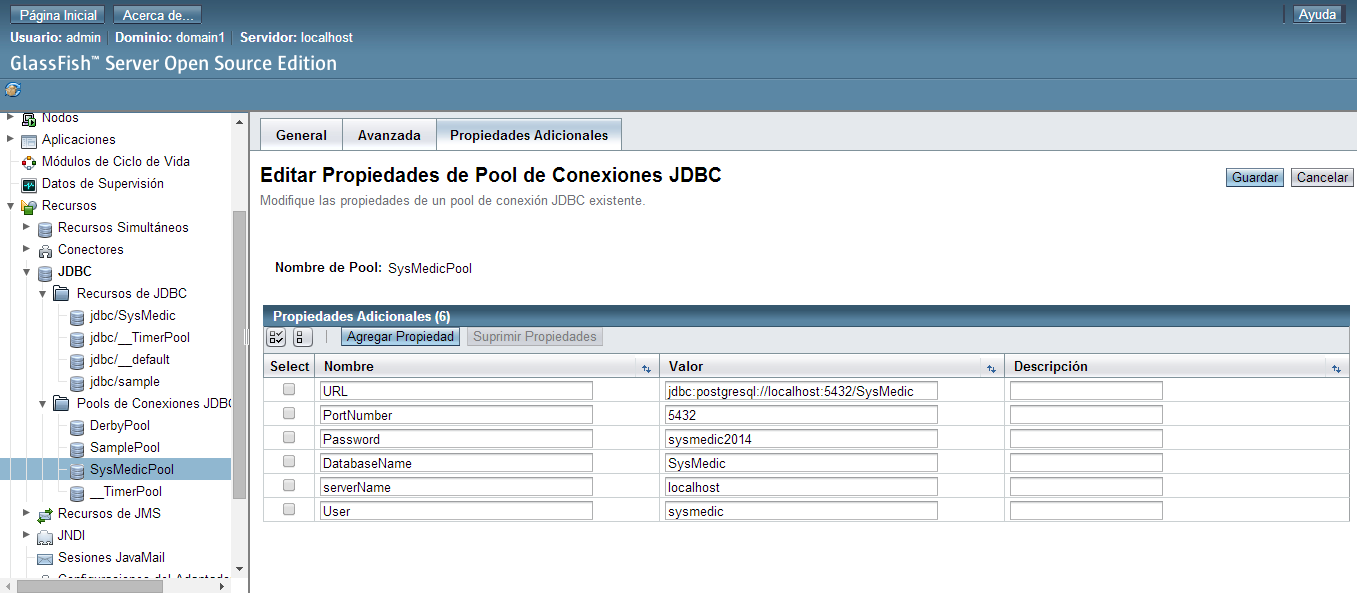 Página Inicial Acerca de... Ayuda
Usuario: admin Dominio: domain1 Servidor: localhost
GlassFish™ Server Open Source Edition
Nodos
Aplicaciones
Módulos de Ciclo de Vida
Datos de Supervisión
Recursos
Recursos Simultáneos
Conectores
JDBC
Recursos de JDBC
jdbc/SysMedic
jdbc/__TimerPool
jdbc/__default
jdbc/sample
Pools de Conexiones JDBC
DerbyPool
SamplePool
SysMedicPool
__TimerPool
Recursos de JMS
JNDI
Sesiones JavaMail
General Avanzada Propiedades Adicionales
Editar Propiedades de Pool de Conexiones JDBC
Guardar Cancelar
Modifique las propiedades de un pool de conexión JDBC existente.
Nombre de Pool: SysMedicPool
Propiedades Adicionales (6)
Agregar Propiedad Suprimir Propiedades
Select Nombre Valor Descripción
URL jdbc:postgresql://localhost:5432/SysMedic
PortNumber 5432
Password sysmedic2014
DatabaseName SysMedic
serverName localhost
User sysmedic